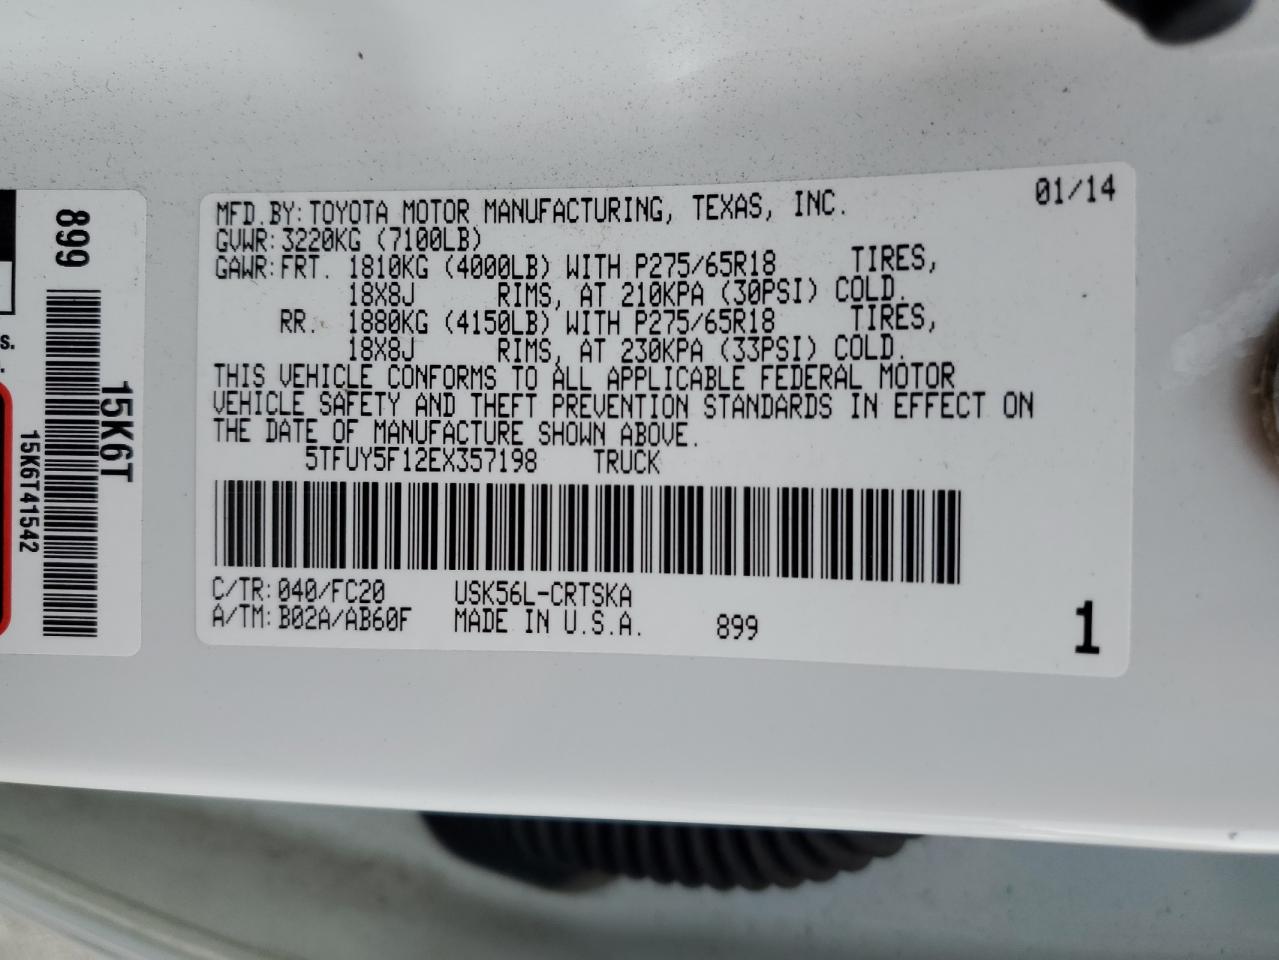 MFD.BY:TOYOTA MOTOR MANUFACTURING, TEXAS, INC. 01/14
GVWR:3220KG (7100LB)
GAWR:FRT. 1810KG (4000LB) WITH P275/65R18 TIRES,
18X8J RIMS, AT 210KPA (30PSI) COLD.
RR. 1880KG (4150LB) WITH P275/65R18 TIRES,
18X8J RIMS, AT 230KPA (33PSI) COLD.
THIS VEHICLE CONFORMS TO ALL APPLICABLE FEDERAL MOTOR
VEHICLE SAFETY AND THEFT PREVENTION STANDARDS IN EFFECT ON
THE DATE OF MANUFACTURE SHOWN ABOVE.
5TFUY5F12EX357198 TRUCK
C/TR:040/FC20 USK56L-CRTSKA
A/TM:B02A/AB60F MADE IN U.S.A. 899 1
899
15K6T
15K6T41542
s.